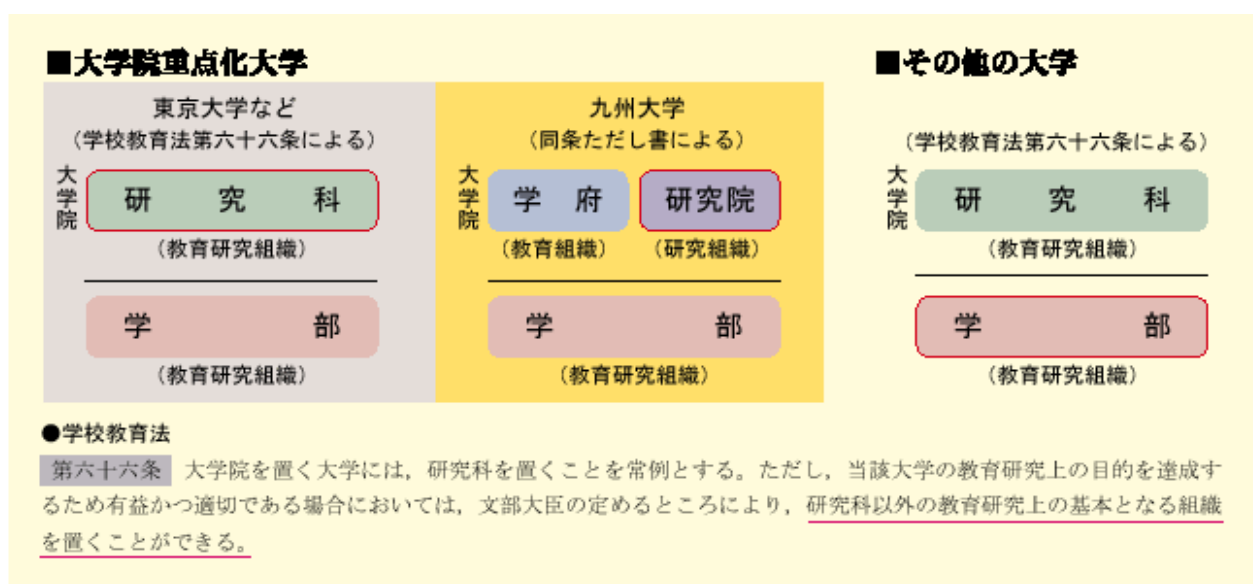 ■大学院重点化大学
東京大学など
（学校教育法第六十六条による）
大学院
研究科
（教育研究組織）
学部
（教育研究組織）
九州大学
（同条ただし書による）
大学院
学府
研究院
（教育組織）
（研究組織）
学部
（教育研究組織）
■その他の大学
（学校教育法第六十六条による）
大学院
研究科
（教育研究組織）
学部
（教育研究組織）
●学校教育法
第六十六条　大学院を置く大学には，研究科を置くことを常例とする。ただし，当該大学の教育研究上の目的を達成す
るため有益かつ適切である場合においては，文部大臣の定めるところにより，研究科以外の教育研究上の基本となる組織
を置くことができる。